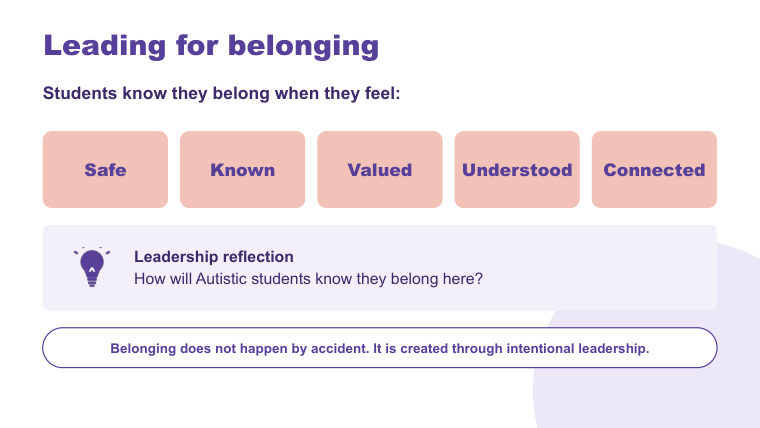 Leading for belonging
Students know they belong when they feel:
Safe
Known
Valued
Understood
Connected
Leadership reflection
How will Autistic students know they belong here?
Belonging does not happen by accident. It is created through intentional leadership.